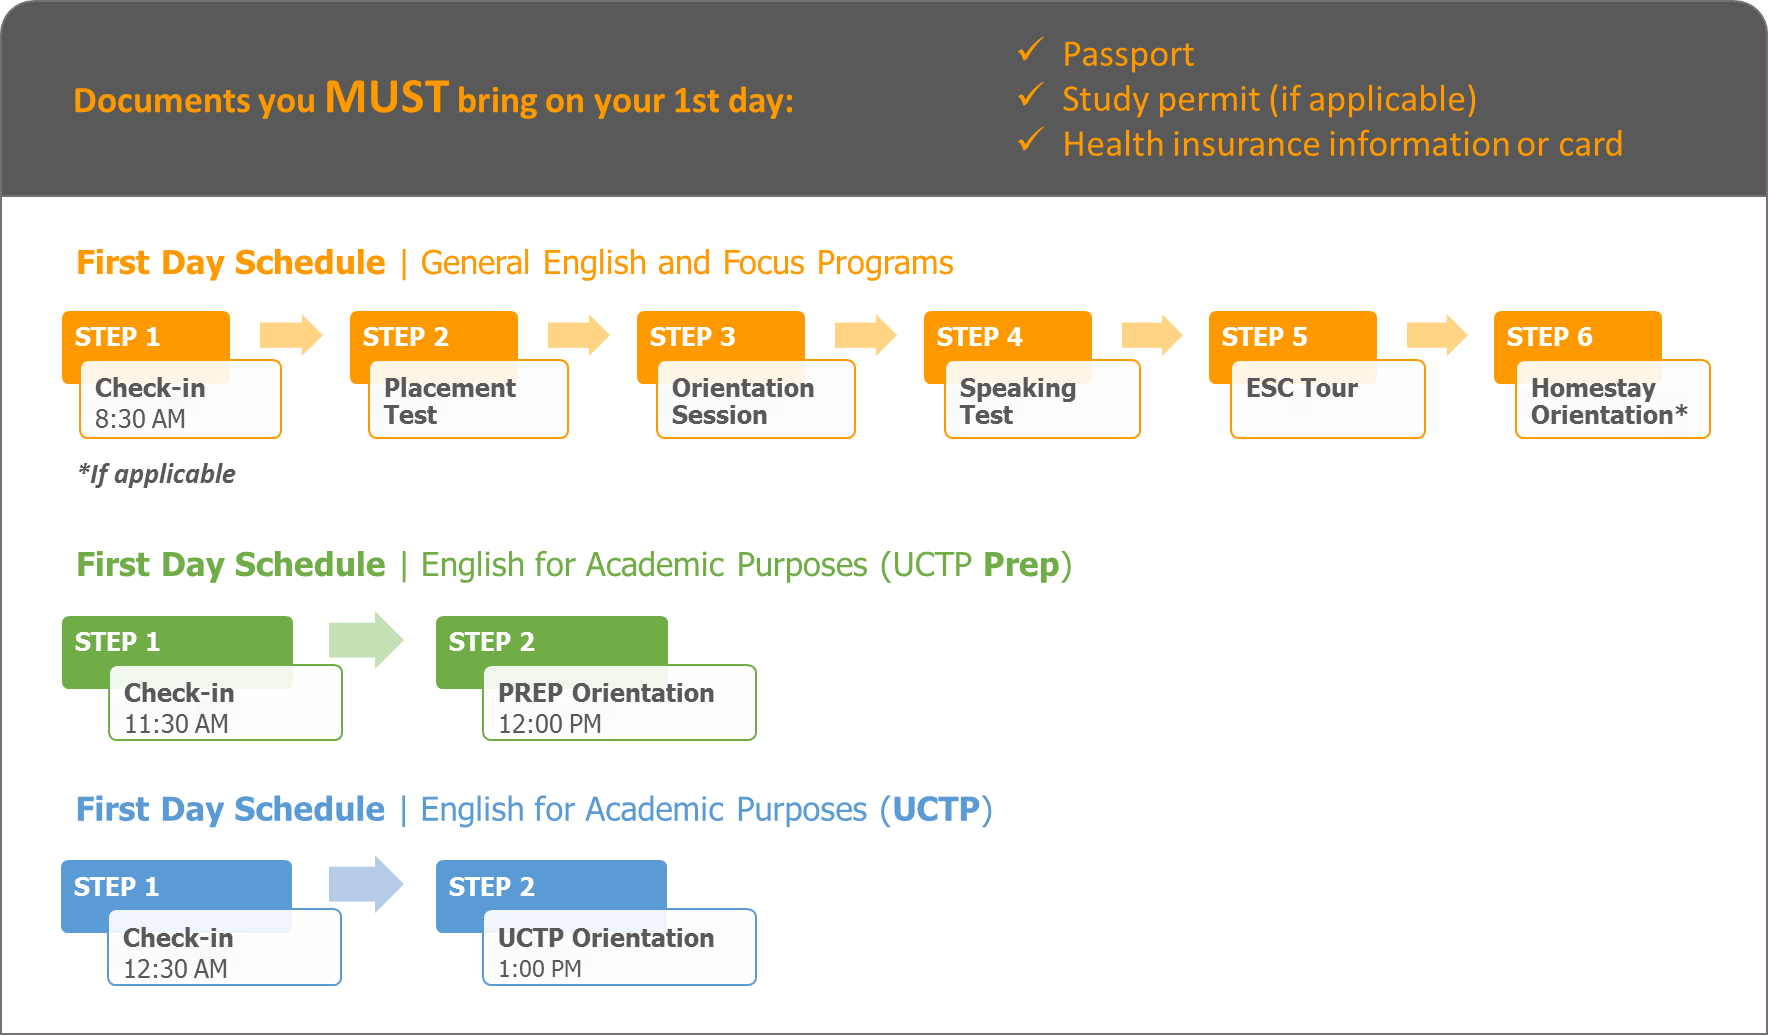 Documents you MUST bring on your 1st day:
✓ Passport
✓ Study permit (if applicable)
✓ Health insurance information or card
First Day Schedule | General English and Focus Programs
STEP 1
Check-in
8:30 AM
STEP 2
Placement
Test
STEP 3
Orientation
Session
STEP 4
Speaking
Test
STEP 5
ESC Tour
STEP 6
Homestay
Orientation*
*If applicable
First Day Schedule | English for Academic Purposes (UCTP Prep)
STEP 1
Check-in
11:30 AM
STEP 2
PREP Orientation
12:00 PM
First Day Schedule | English for Academic Purposes (UCTP)
STEP 1
Check-in
12:30 AM
STEP 2
UCTP Orientation
1:00 PM